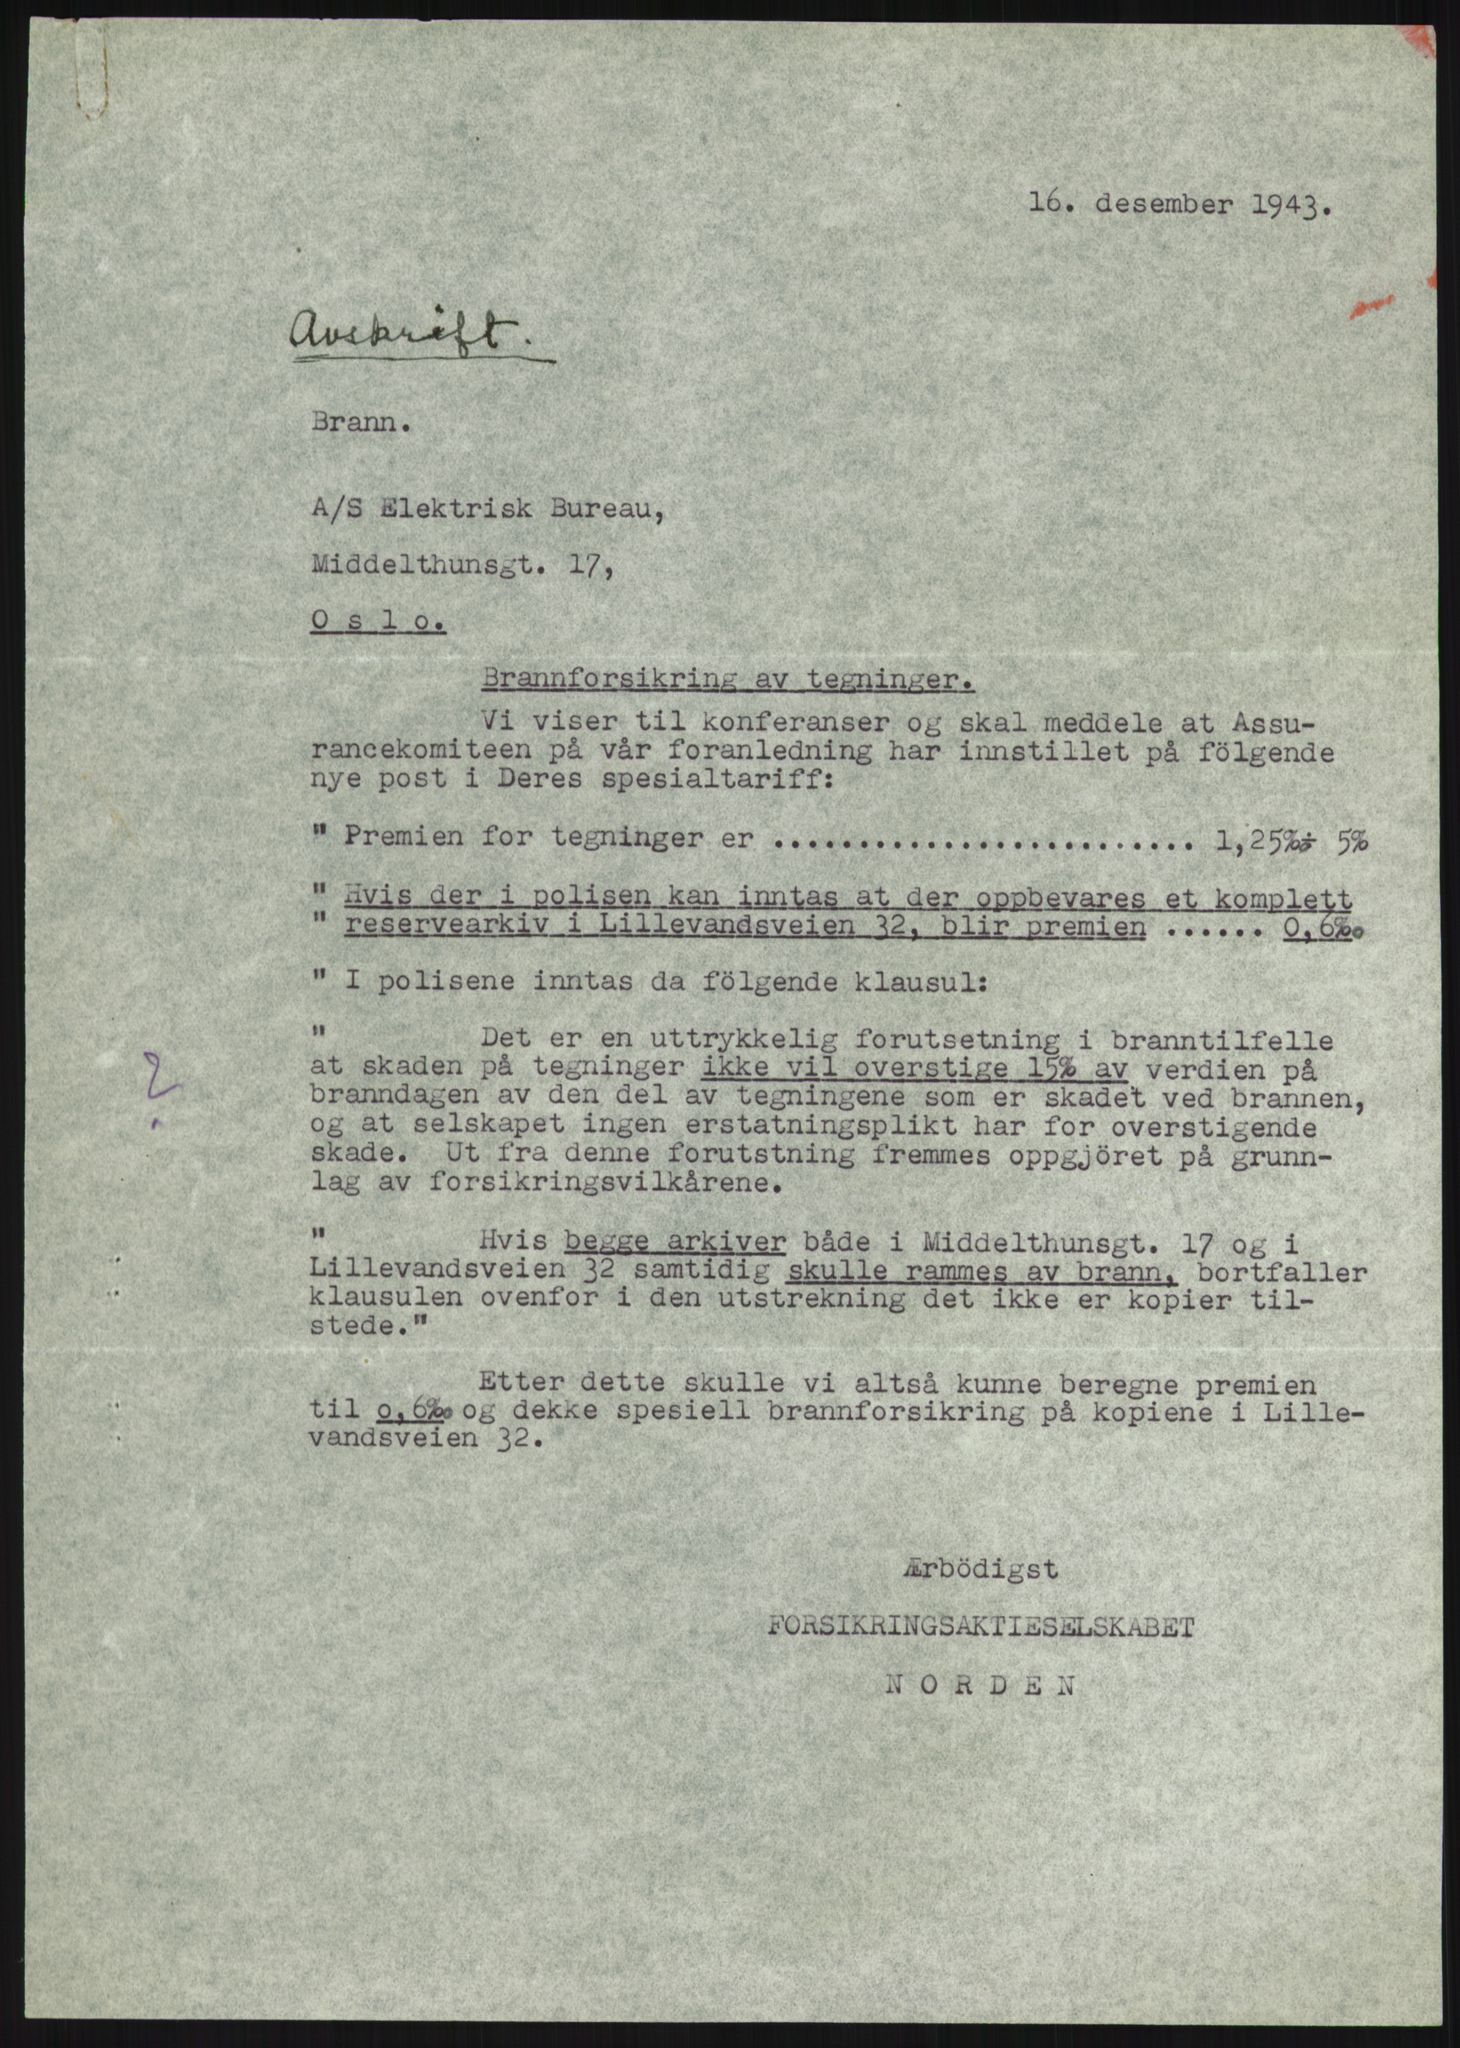 16. desember 1943.
Avskrift.
Brann.
A/S Elektrisk Bureau,
Middelthunsgt. 17,
O s l o.
Brannforsikring av tegninger.
Vi viser til konferanser og skal meddele at Assu-
rancekomiteen på vår foranledning har innstillet på fölgende
nye post i Deres spesialtariff:
" Premien for tegninger er ......................... 1,25‰ ÷ 5%
" Hvis der i polisen kan inntas at der oppbevares et komplett
" reservearkiv i Lillevandsveien 32, blir premien ...... 0,6‰
" I polisene inntas da fölgende klausul:
" Det er en uttrykkelig forutsetning i branntilfelle
at skaden på tegninger ikke vil overstige 15% av verdien på
branndagen av den del av tegningene som er skadet ved brannen,
og at selskapet ingen erstatningsplikt har for overstigende
skade. Ut fra denne forutstning fremmes oppgjöret på grunn-
lag av forsikringsvilkårene.
?
" Hvis begge arkiver både i Middelthunsgt. 17 og i
Lillevandsveien 32 samtidig skulle rammes av brann, bortfaller
klausulen ovenfor i den utstrekning det ikke er kopier til-
stede."
Etter dette skulle vi altså kunne beregne premien
til o,6‰ og dekke spesiell brannforsikring på kopiene i Lille-
vandsveien 32.
Ærbödigst
FORSIKRINGSAKTIESELSKABET
N O R D E N